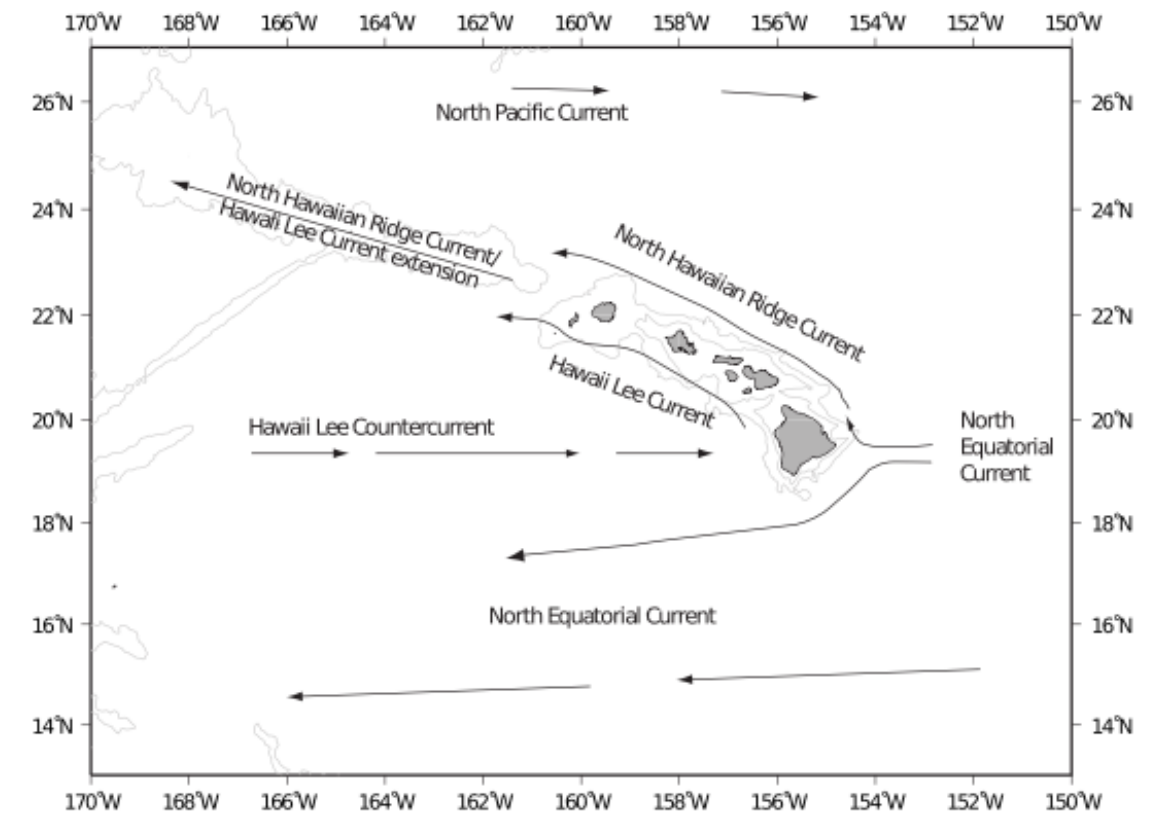 170°W 168°W 166°W 164°W 162°W 160°W 158°W 156°W 154°W 152°W 150°W
26°N
26°N
North Pacific Current
24°N
24°N
North Hawaiian Ridge Current/
Hawaii Lee Current extension
North Hawaiian Ridge Current
22°N
22°N
Hawaii Lee Current
20°N
20°N
Hawaii Lee Countercurrent
North
Equatorial
Current
18°N
18°N
North Equatorial Current
16°N
16°N
14°N
14°N
170°W 168°W 166°W 164°W 162°W 160°W 158°W 156°W 154°W 152°W 150°W